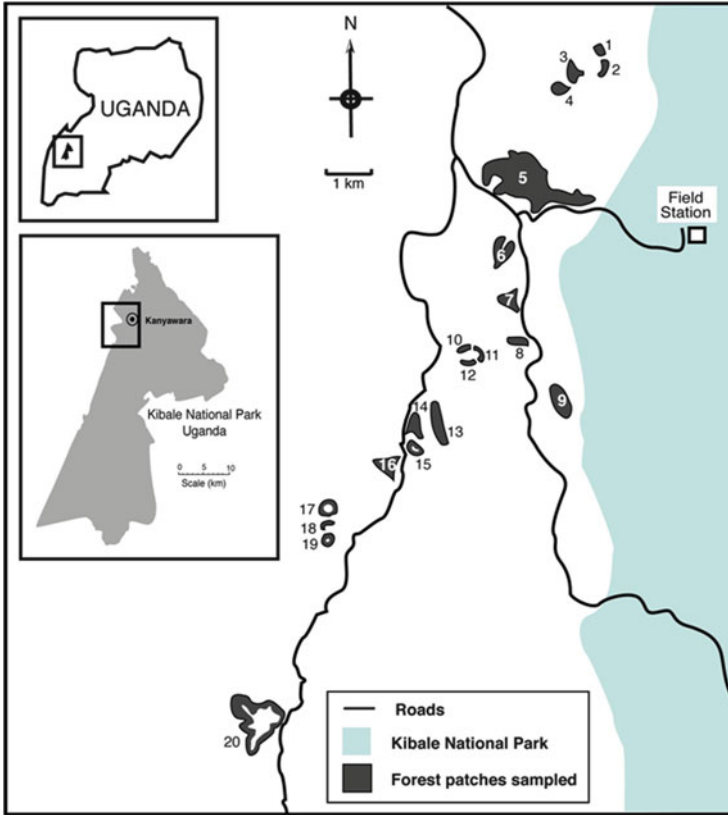 UGANDA
N
1 km
1
2
3
4
5
Field
Station
6
7
8
9
10
11
12
13
14
15
16
17
18
19
20
Kanyawara
Kibale National Park
Uganda
0 5 10
Scale (km)
Roads
Kibale National Park
Forest patches sampled